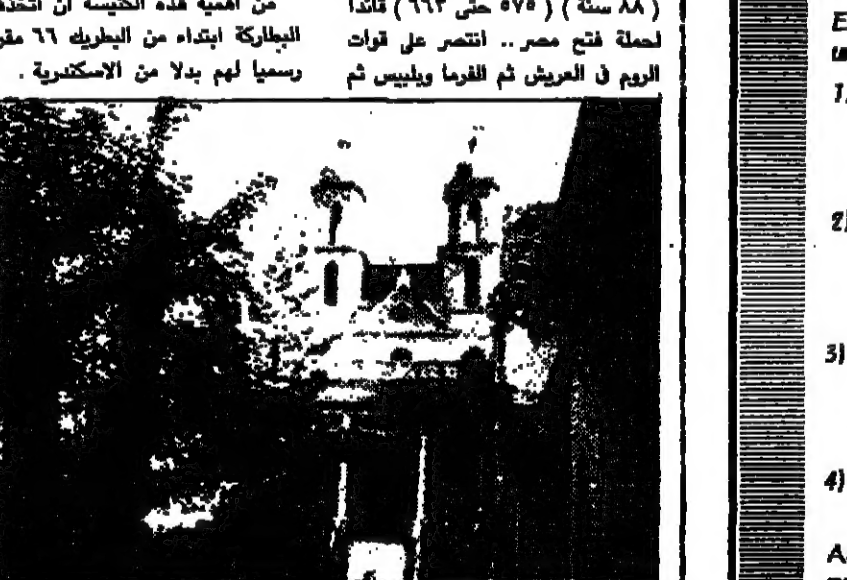 ( ٨٨ سنة ) ( ٥٧٥ حتى ٦٦٣ ) قائدا
لحملة فتح مصر .. انتصر على قوات
الروم فى العريش ثم الفرما وبلبيس ثم
من أهمية هذه الكنيسة ان اتخذها
البطاركة ابتداء من البطريك ٦٦ مقرا
رسميا لهم بدلا من الاسكندرية .
1)
2)
3)
4)